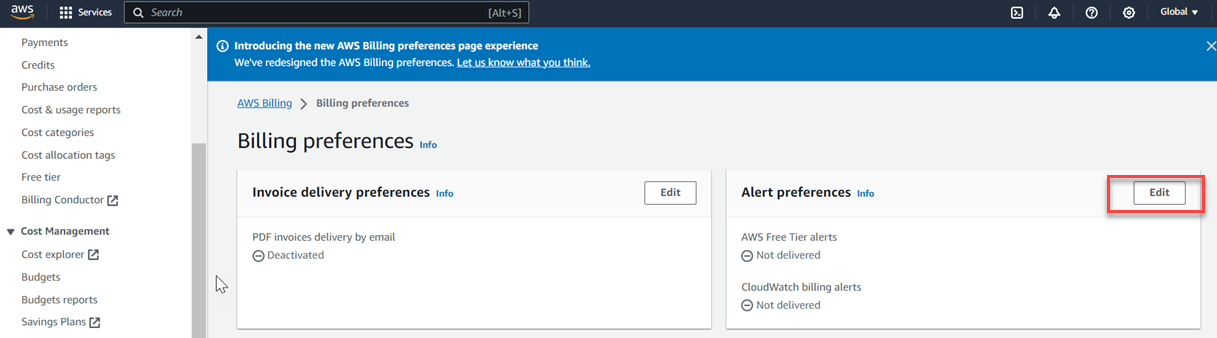 aws
Services
Search
[Alt+S]
Global
Payments
Credits
Purchase orders
Cost & usage reports
Cost categories
Cost allocation tags
Free tier
Billing Conductor
Cost Management
Cost explorer
Budgets
Budgets reports
Savings Plans
Introducing the new AWS Billing preferences page experience
We've redesigned the AWS Billing preferences. Let us know what you think.
AWS Billing
Billing preferences
Billing preferences Info
Invoice delivery preferences Info
Edit
PDF invoices delivery by email
Deactivated
Alert preferences Info
Edit
AWS Free Tier alerts
Not delivered
CloudWatch billing alerts
Not delivered